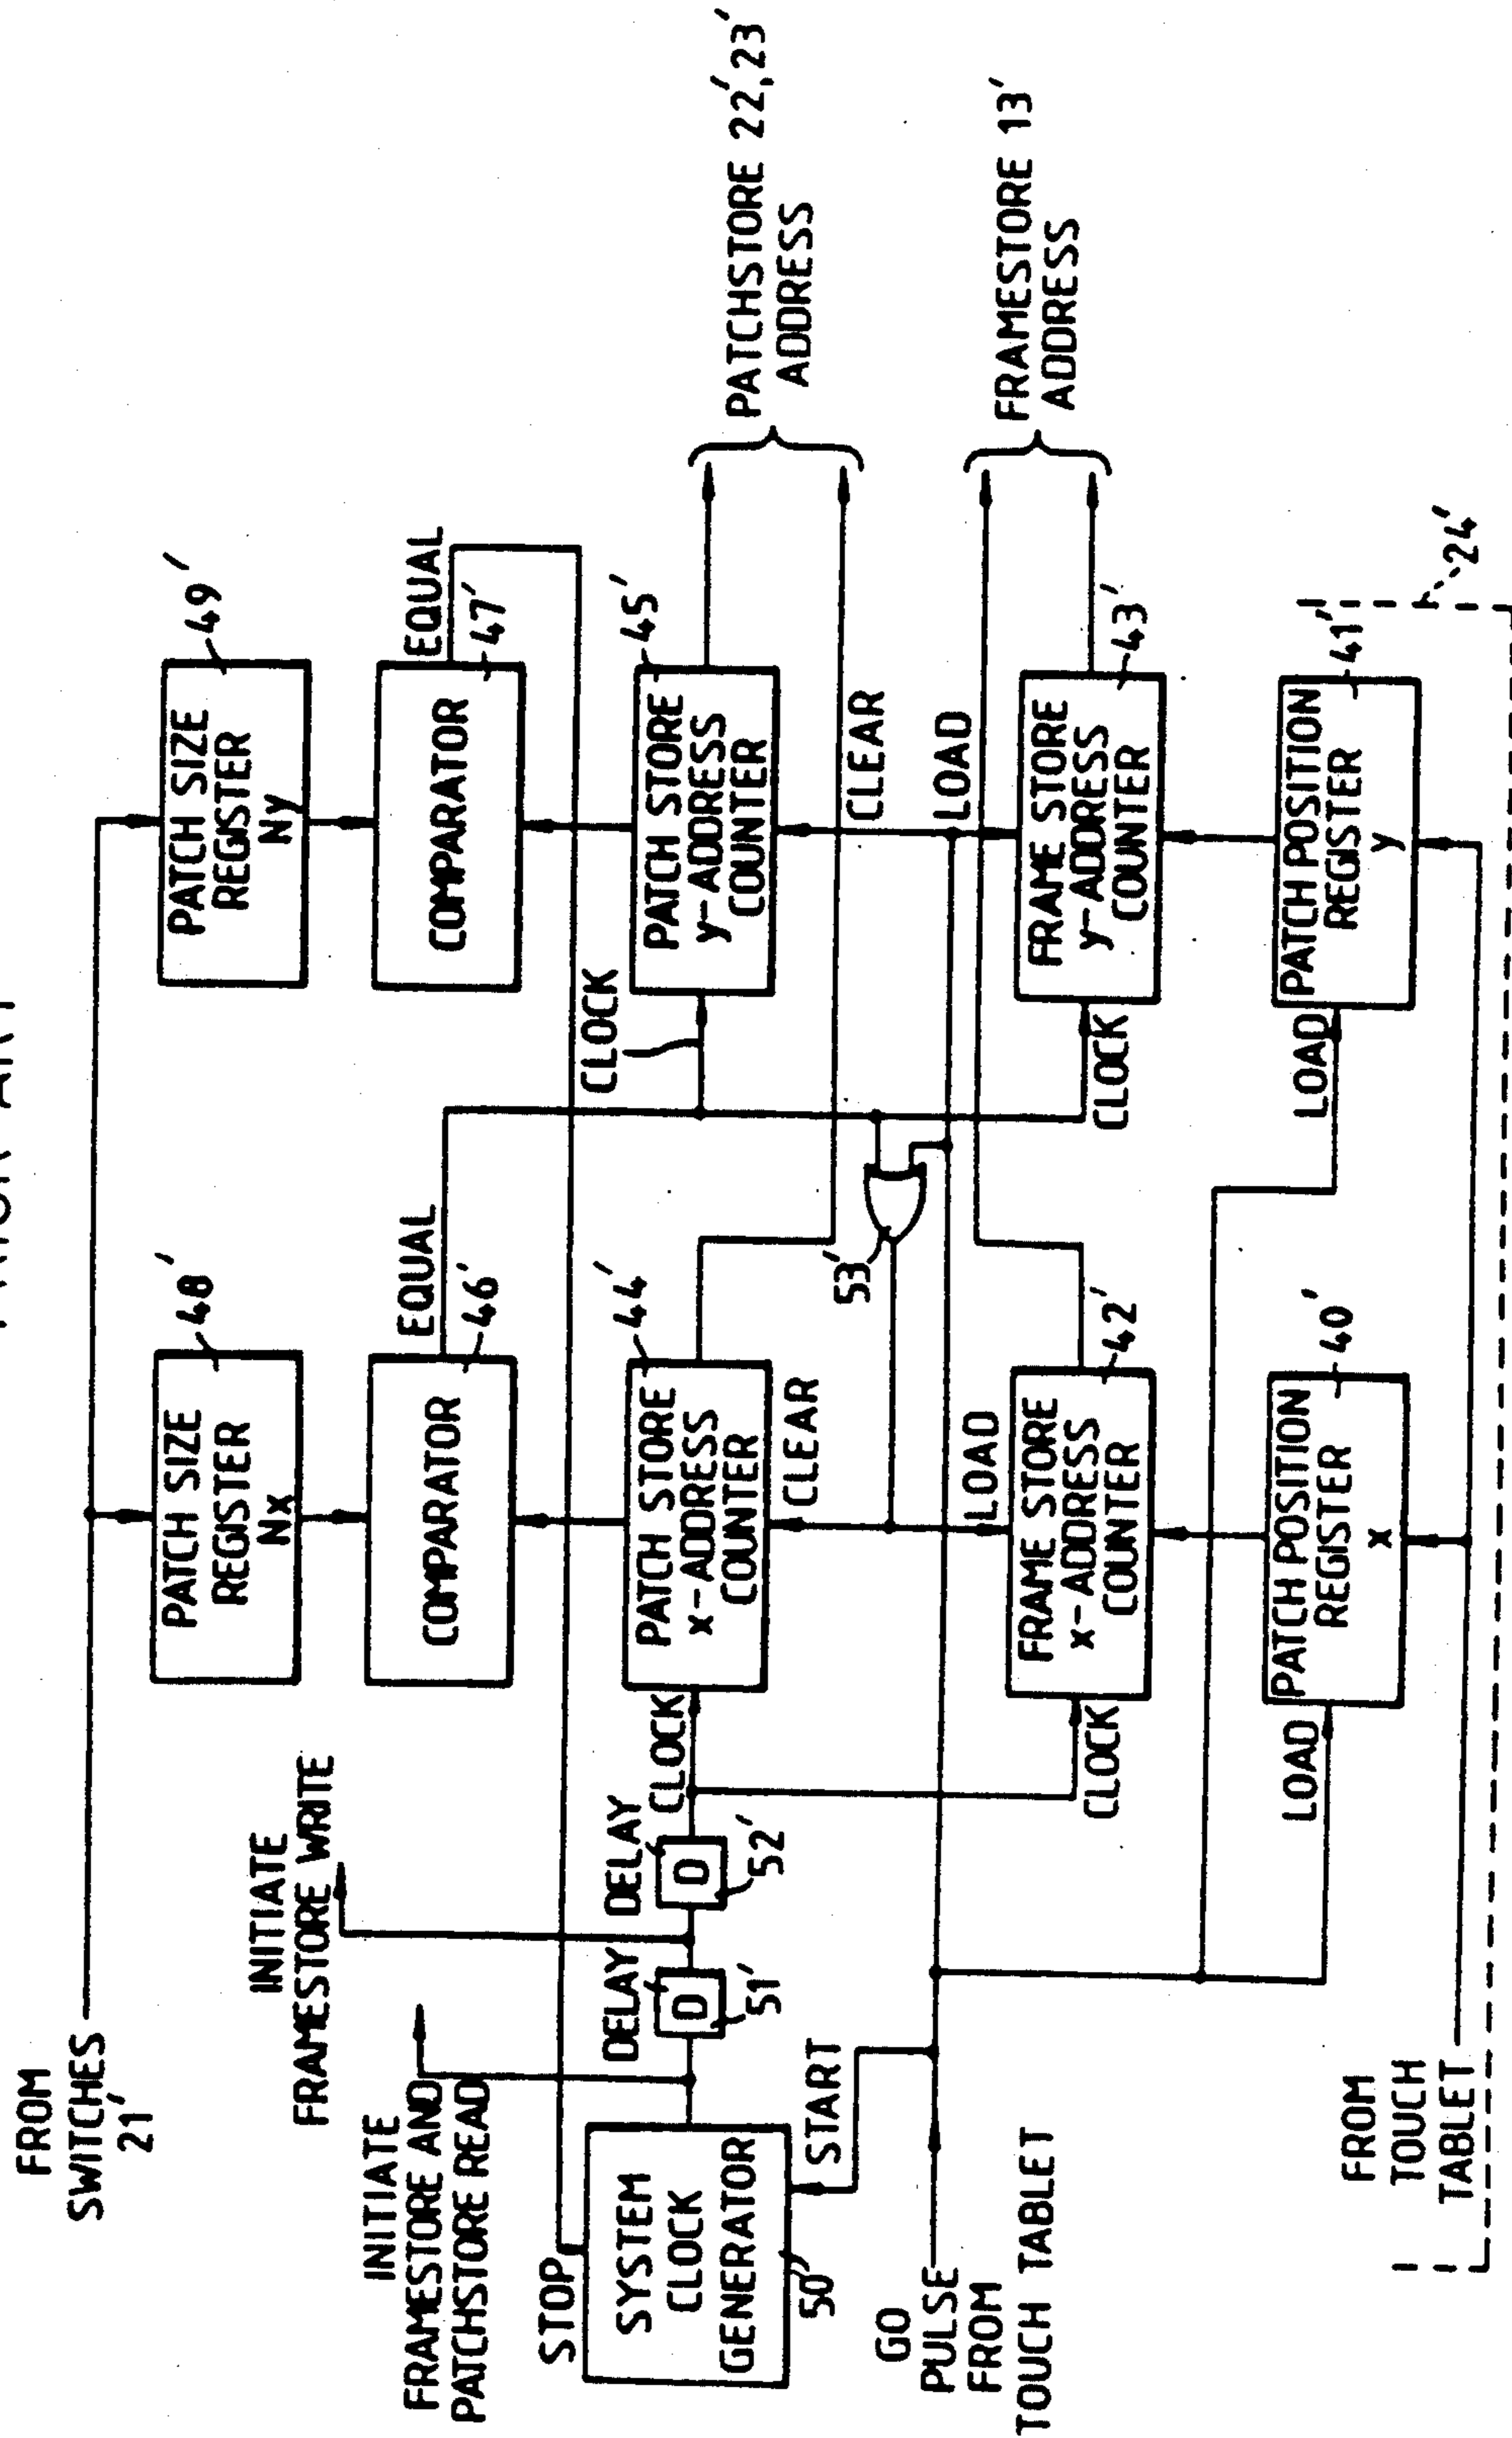 PRIOR ART
FROM
SWITCHES
21'
PATCH SIZE
REGISTER
Nx
48'
PATCH SIZE
REGISTER
Ny
49'
INITIATE
FRAMESTORE WRITE
INITIATE
FRAMESTORE AND
PATCHSTORE READ
COMPARATOR
EQUAL
46'
COMPARATOR
EQUAL
47'
STOP
SYSTEM
CLOCK
GENERATOR
50'
DELAY
D
51'
DELAY
D
52'
CLOCK
PATCH STORE
x-ADDRESS
COUNTER
44'
CLOCK
PATCH STORE
y-ADDRESS
COUNTER
45'
PATCHSTORE 22',23'
ADDRESS
START
CLEAR
53'
CLEAR
GO
PULSE
FROM
TOUCH TABLET
LOAD
LOAD
CLOCK
FRAME STORE
x-ADDRESS
COUNTER
42'
CLOCK
FRAME STORE
y-ADDRESS
COUNTER
43'
FRAMESTORE 13'
ADDRESS
LOAD
PATCH POSITION
REGISTER
x
40'
LOAD
PATCH POSITION
REGISTER
y
41'
24'
FROM
TOUCH
TABLET